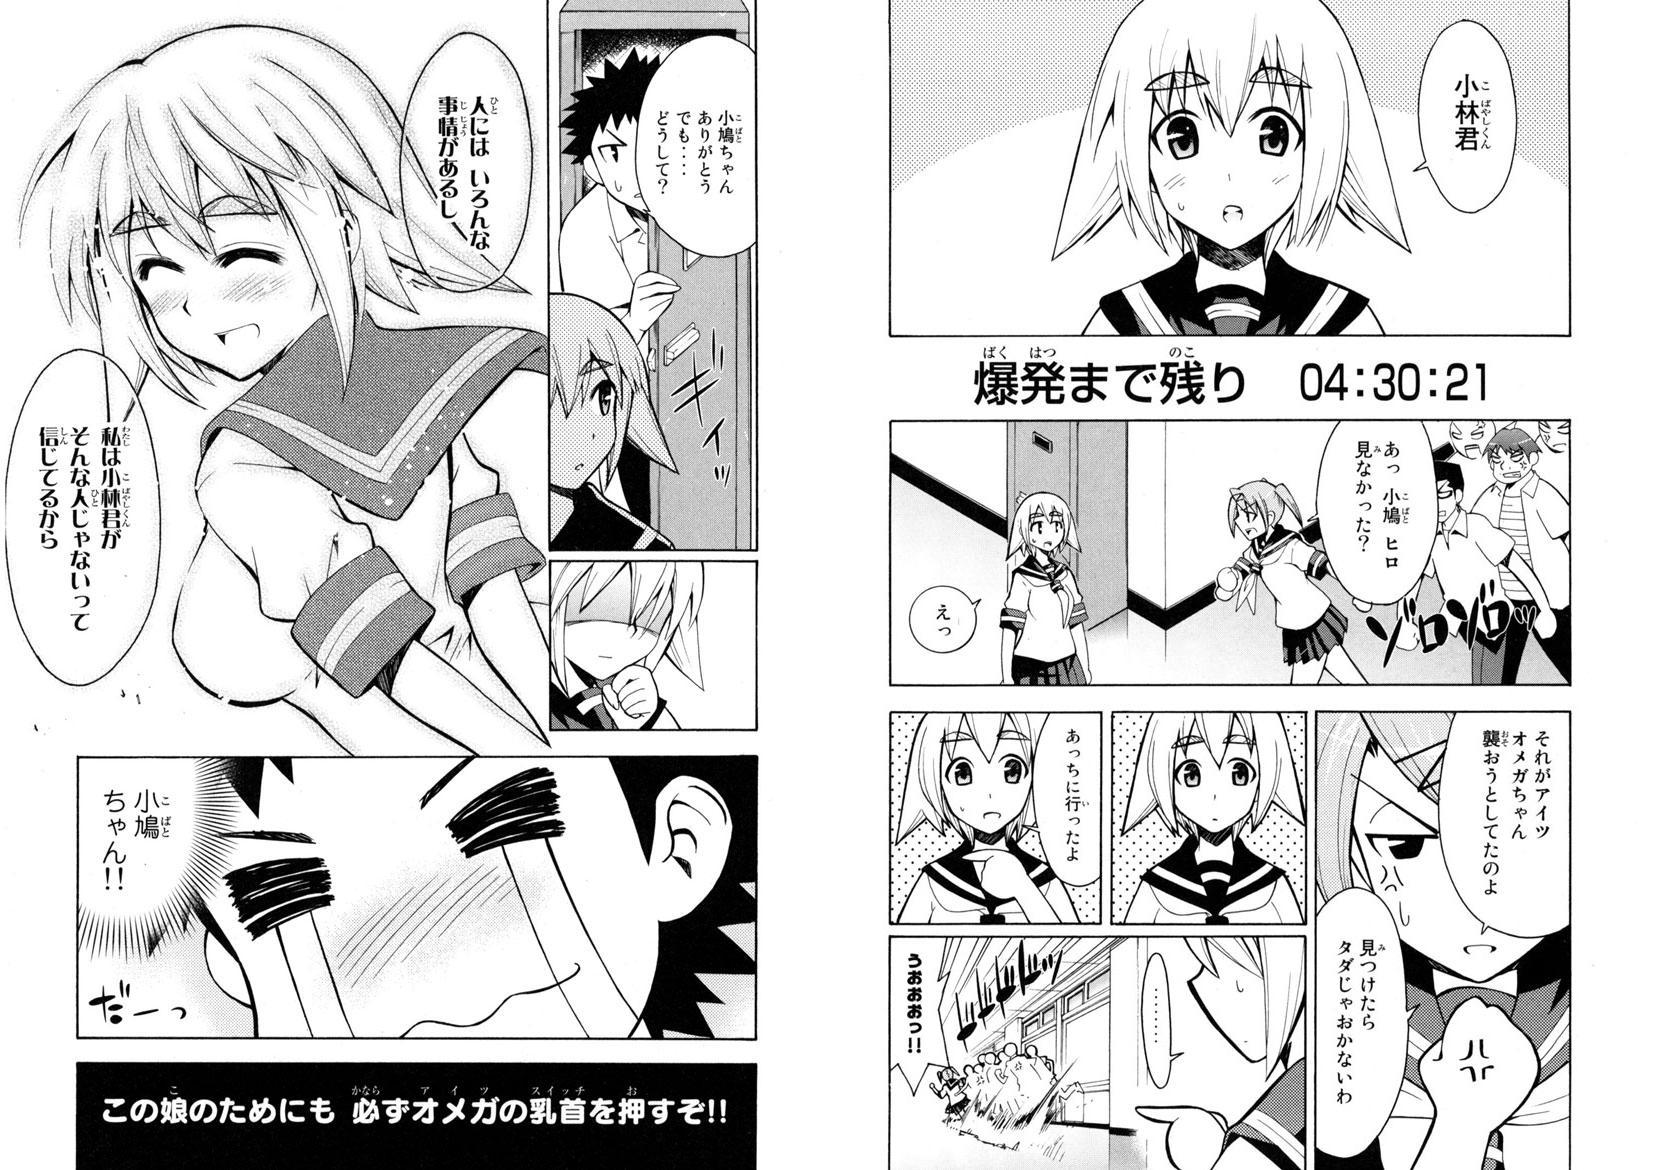 小林君
爆発まで残り 04:30:21
あっ 小鳩 ヒロ
見なかった?
えっ
ゾロゾロッ
それがアイツ
オメガちゃん
襲おうとしてたのよ
見つけたら
タダじゃおかないわ
あっちに行ったよ
………
ドドドド
うおおおっ!!
小鳩ちゃん
ありがとう
でも・・・・
どうして?
ギィッ
人には いろんな
事情があるし
私は小林君が
そんな人じゃないって
信じてるから
小鳩
ちゃん!!
だーっ
この娘のためにも 必ずオメガの乳首を押すぞ!!